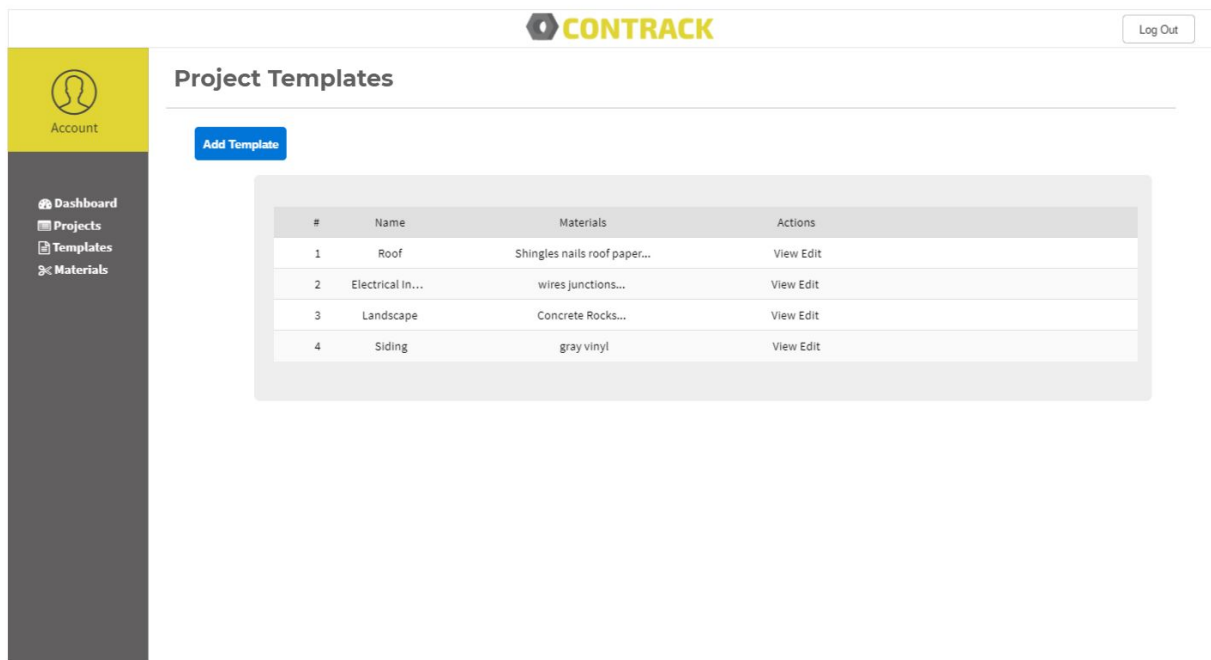 CONTRACK
Log Out
Account
Project Templates
Add Template
Dashboard
Projects
Templates
Materials
# Name Materials Actions
1 Roof Shingles nails roof paper... View Edit
2 Electrical In... wires junctions... View Edit
3 Landscape Concrete Rocks... View Edit
4 Siding gray vinyl View Edit